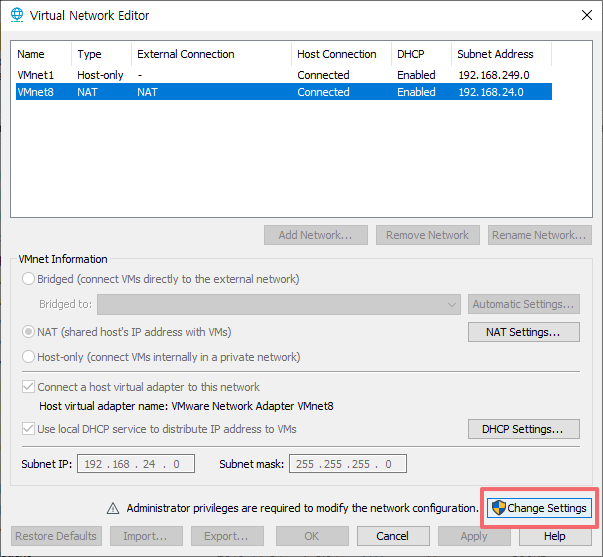 Virtual Network Editor
Name Type External Connection Host Connection DHCP Subnet Address
VMnet1 Host-only - Connected Enabled 192.168.249.0
VMnet8 NAT NAT Connected Enabled 192.168.24.0
Add Network... Remove Network Rename Network...
VMnet Information
Bridged (connect VMs directly to the external network)
Bridged to: Automatic Settings...
NAT (shared host's IP address with VMs) NAT Settings...
Host-only (connect VMs internally in a private network)
Connect a host virtual adapter to this network
Host virtual adapter name: VMware Network Adapter VMnet8
Use local DHCP service to distribute IP address to VMs DHCP Settings...
Subnet IP: 192 . 168 . 24 . 0 Subnet mask: 255 . 255 . 255 . 0
Administrator privileges are required to modify the network configuration. Change Settings
Restore Defaults Import... Export... OK Cancel Apply Help